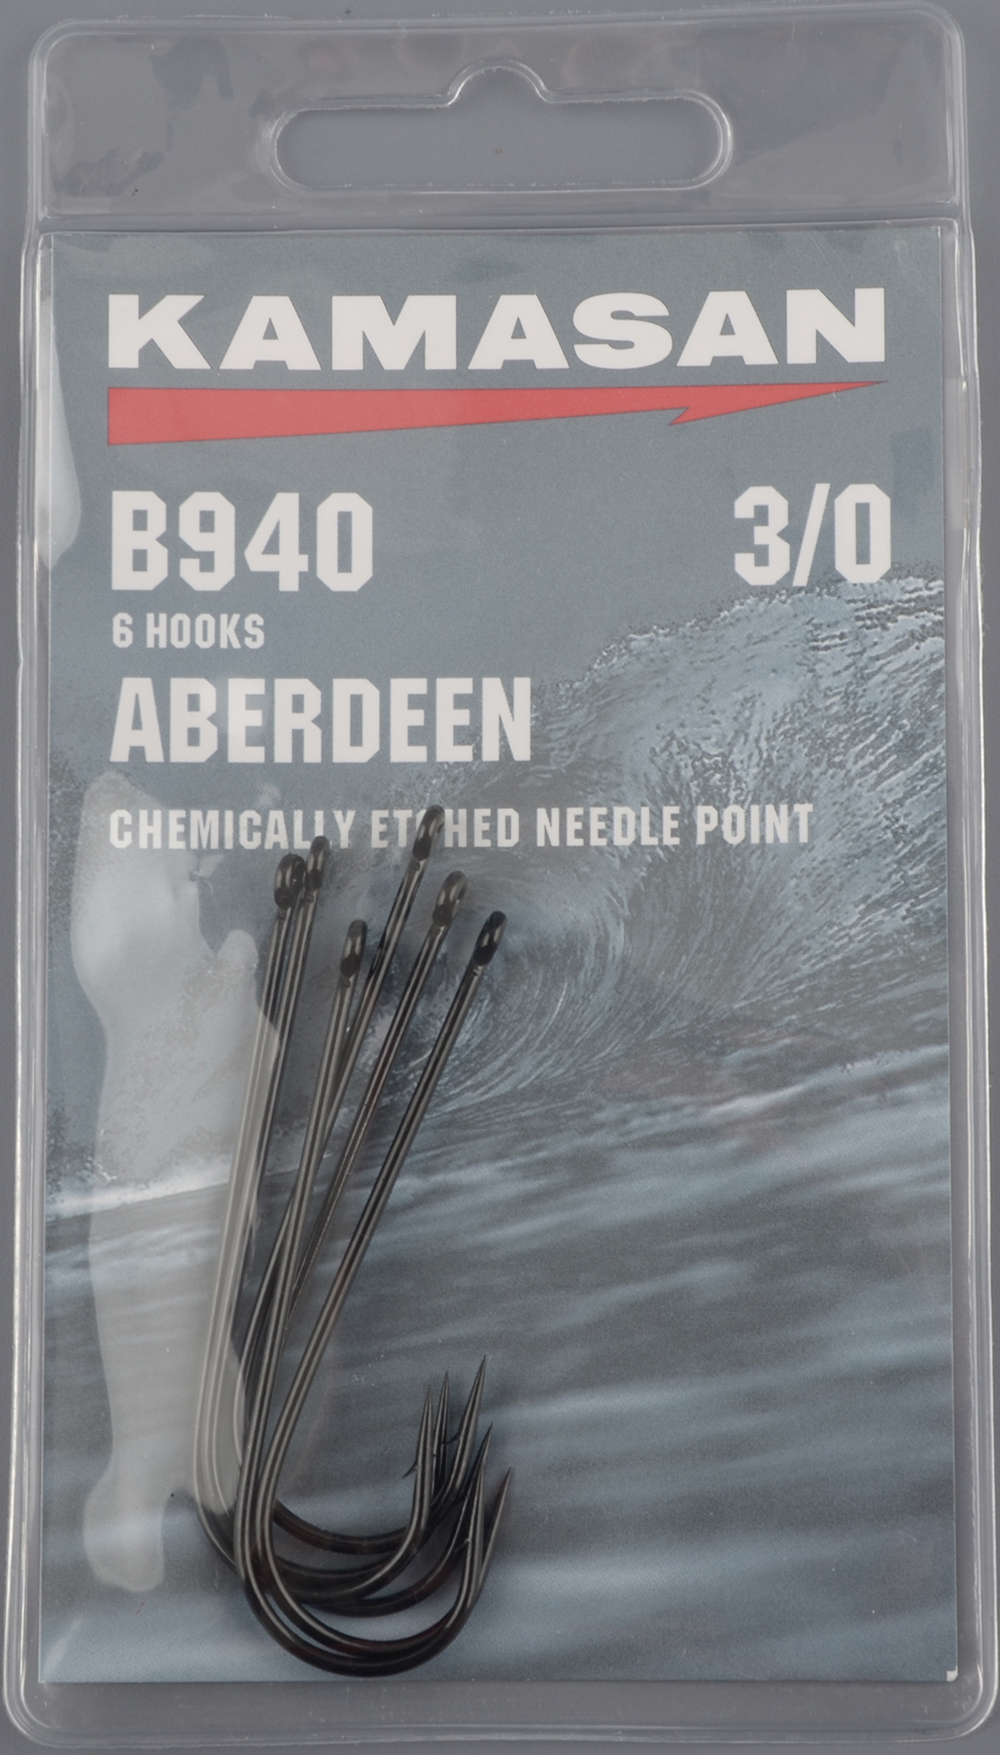 KAMASAN
B940 3/0
6 HOOKS
ABERDEEN
CHEMICALLY ETCHED NEEDLE POINT